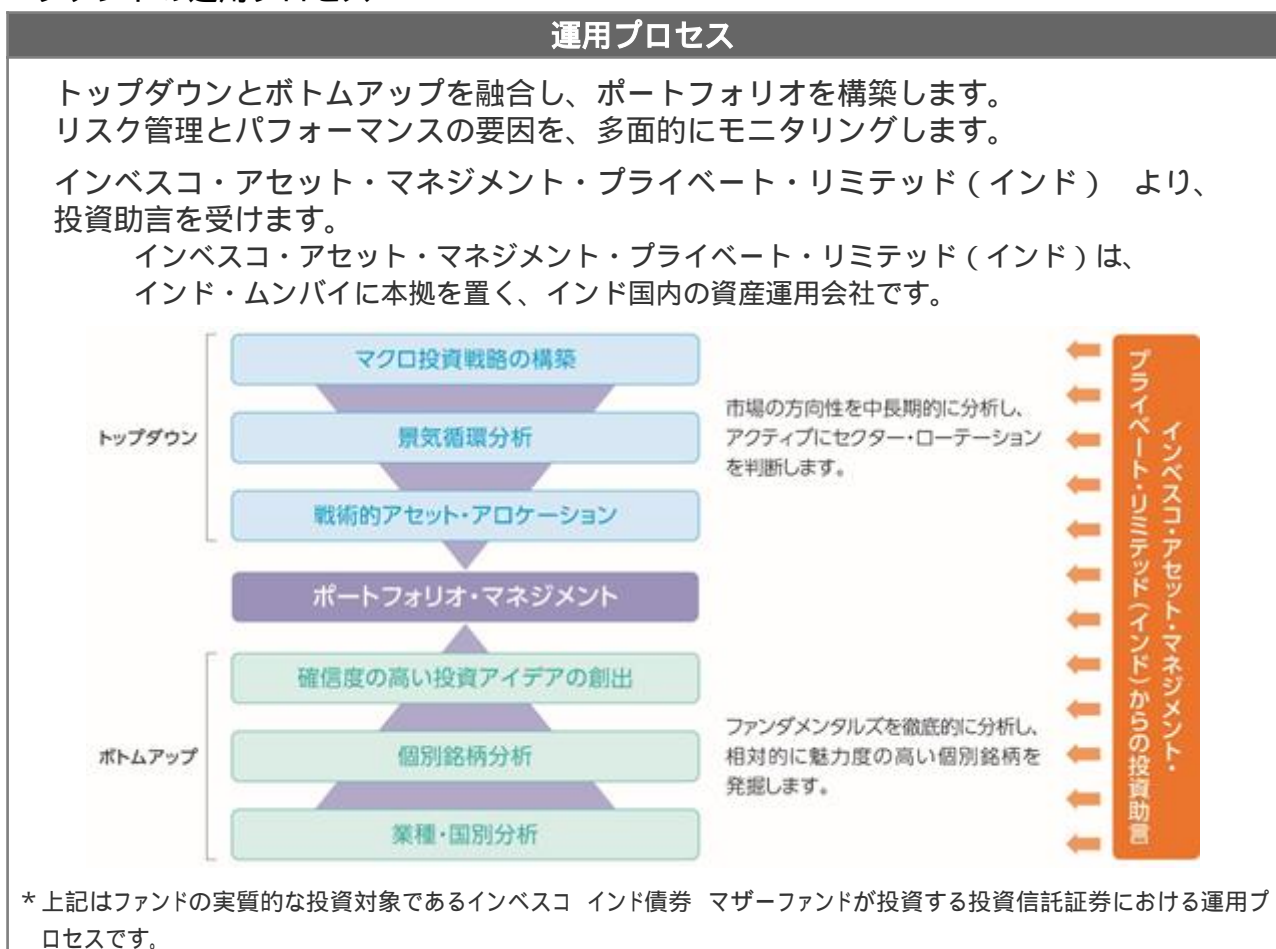 運用プロセス
トップダウンとボトムアップを融合し、ポートフォリオを構築します。
リスク管理とパフォーマンスの要因を、多面的にモニタリングします。
インベスコ・アセット・マネジメント・プライベート・リミテッド（インド）　より、
投資助言を受けます。
インベスコ・アセット・マネジメント・プライベート・リミテッド（インド）は、
インド・ムンバイに本拠を置く、インド国内の資産運用会社です。
トップダウン
マクロ投資戦略の構築
景気循環分析
戦術的アセット・アロケーション
市場の方向性を中長期的に分析し、
アクティブにセクター・ローテーション
を判断します。
ポートフォリオ・マネジメント
ボトムアップ
確信度の高い投資アイデアの創出
個別銘柄分析
業種・国別分析
ファンダメンタルズを徹底的に分析し、
相対的に魅力度の高い個別銘柄を
発掘します。
インベスコ・アセット・マネジメント・
プライベート・リミテッド（インド）からの投資助言
*上記はファンドの実質的な投資対象であるインベスコ インド債券 マザーファンドが投資する投資信託証券における運用プ
ロセスです。